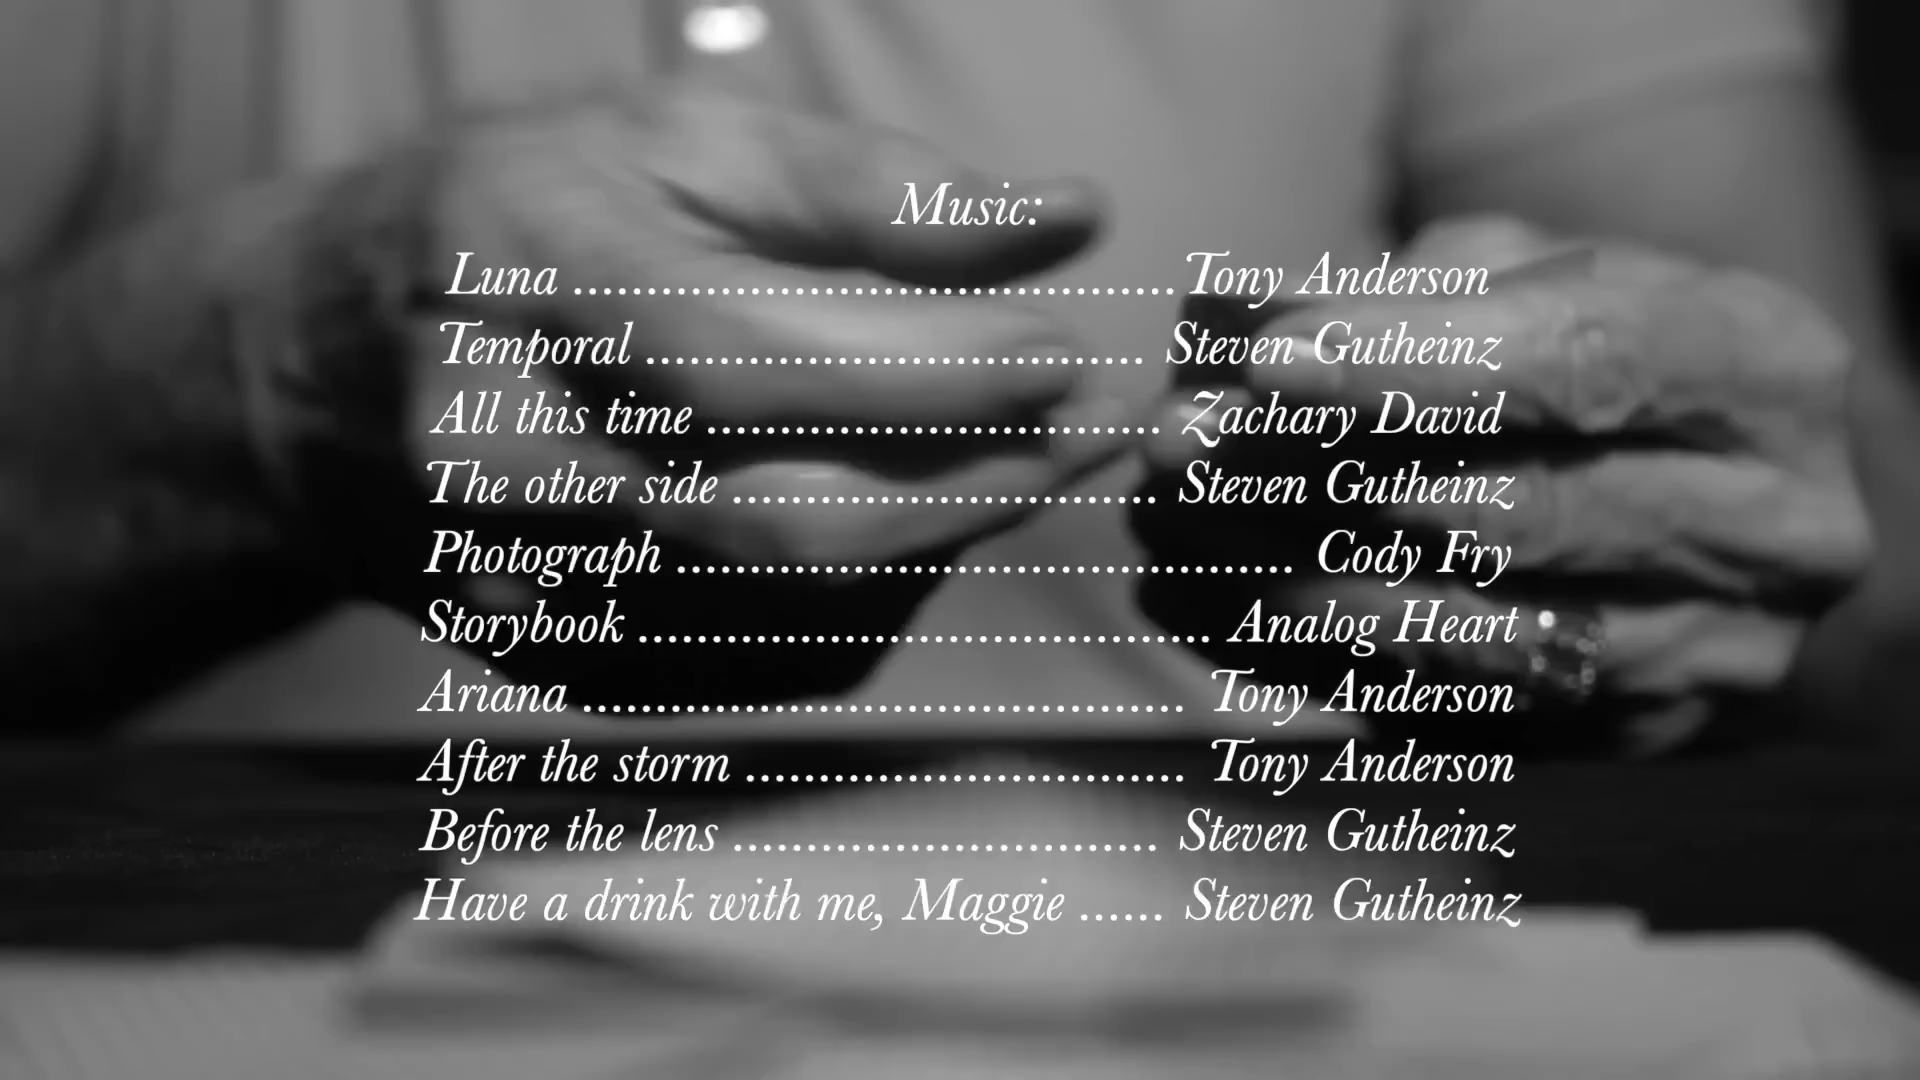 Music:
Luna ......................................... Tony Anderson
Temporal .................................. Steven Gutheinz
All this time ............................... Zachary David
The other side ............................. Steven Gutheinz
Photograph .......................................... Cody Fry
Storybook ....................................... Analog Heart
Ariana ......................................... Tony Anderson
After the storm .............................. Tony Anderson
Before the lens ............................. Steven Gutheinz
Have a drink with me, Maggie ...... Steven Gutheinz